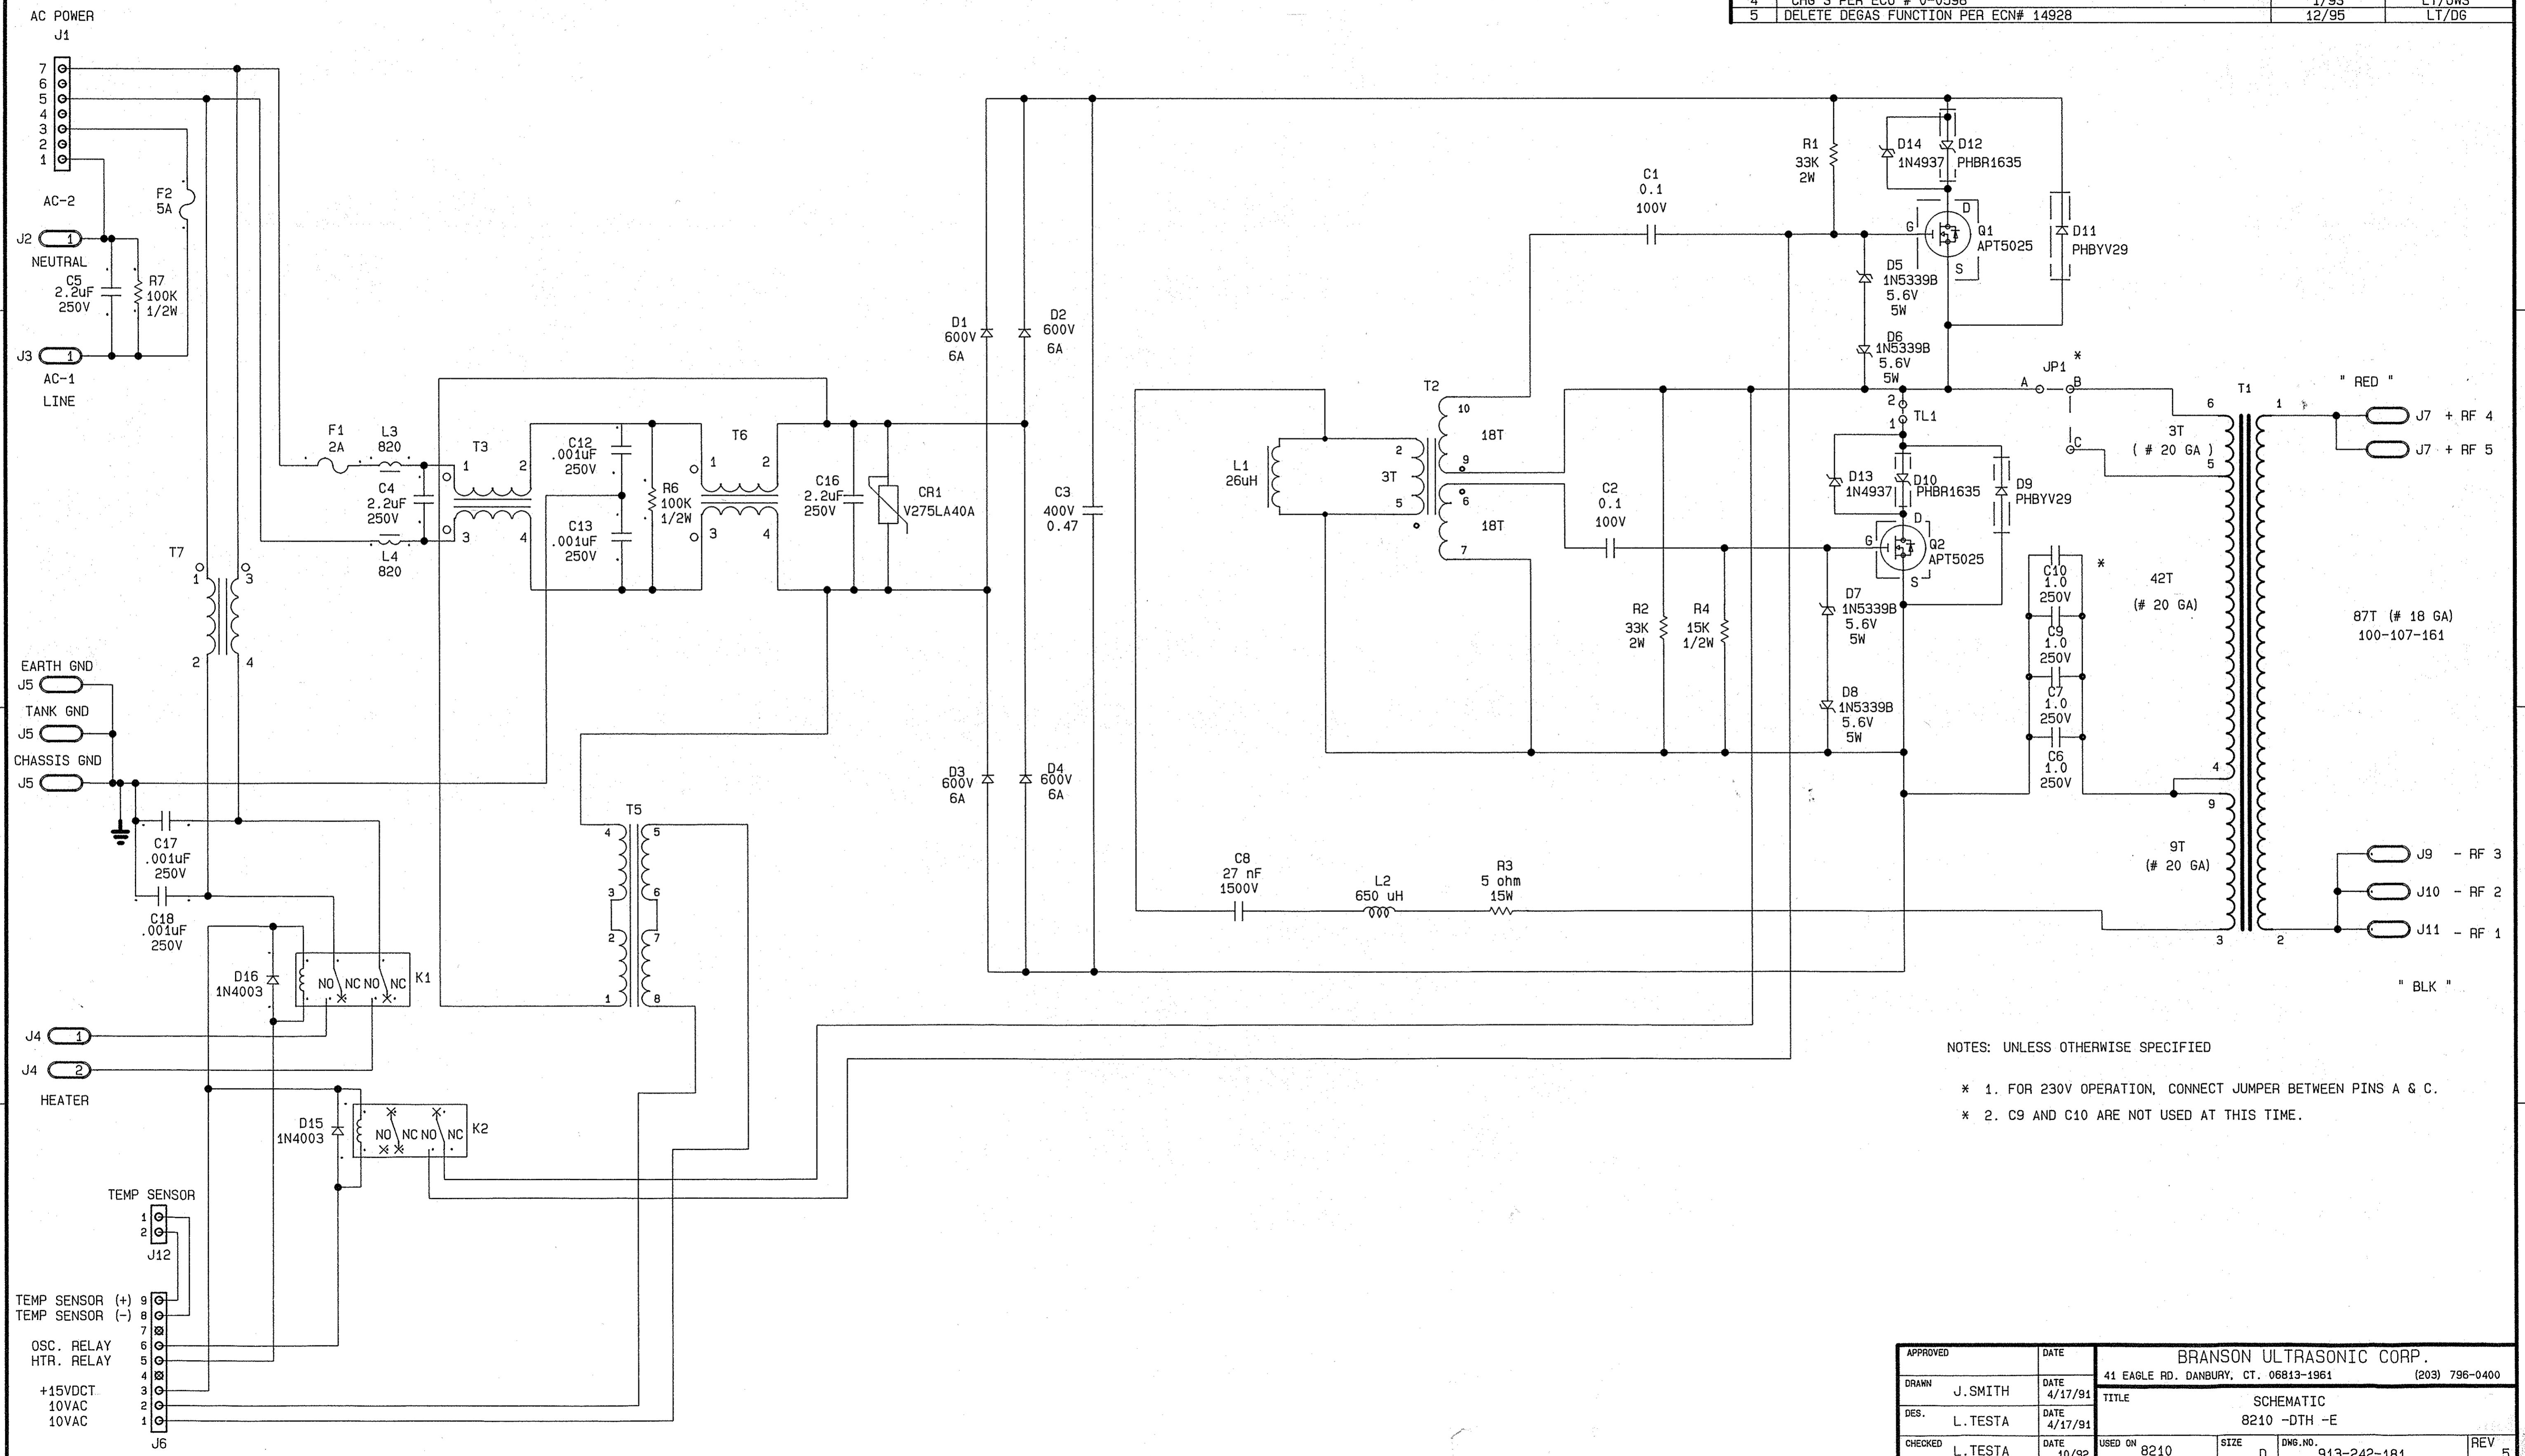 AC POWER
J1
7
6
5
4
3
2
1
AC-2
J2 1
NEUTRAL
C5
2.2uF
250V
R7
100K
1/2W
F2
5A
J3 1
AC-1
LINE
4
5 DELETE DEGAS FUNCTION PER ECN# 14928 12/95 LT/DG
F1
2A
L3
820
C4
2.2uF
250V
L4
820
T3
1 2
3 4
C12
.001uF
250V
C13
.001uF
250V
R6
100K
1/2W
T6
1 2
3 4
C16
2.2uF
250V
CR1
V275LA40A
D1
600V
6A
D2
600V
6A
C3
400V
0.47
D3
600V
6A
D4
600V
6A
T7
1 3
2 4
EARTH GND
J5
TANK GND
J5
CHASSIS GND
J5
C17
.001uF
250V
C18
.001uF
250V
D16
1N4003
NO NC NO NC K1
J4 1
J4 2
HEATER
D15
1N4003
NO NC NO NC K2
T5
4 5
3 6
2 7
1 8
TEMP SENSOR
1
2
J12
TEMP SENSOR (+) 9
TEMP SENSOR (-) 8
7
OSC. RELAY 6
HTR. RELAY 5
4
+15VDCT 3
10VAC 2
10VAC 1
J6
L1
26uH
T2
2 10
3T 18T
5 9
6
18T
7
C1
0.1
100V
C2
0.1
100V
C8
27 nF
1500V
L2
650 uH
R3
5 ohm
15W
R1
33K
2W
D14
1N4937
D12
PHBR1635
D
G
S
Q1
APT5025
D11
PHBYV29
D5
1N5339B
5.6V
5W
D6
1N5339B
5.6V
5W
2
1 TL1
D13
1N4937
D10
PHBR1635
D9
PHBYV29
D
G
S
Q2
APT5025
R2
33K
2W
R4
15K
1/2W
D7
1N5339B
5.6V
5W
D8
1N5339B
5.6V
5W
JP1 *
A B
C
C10 *
1.0
250V
C9
1.0
250V
C7
1.0
250V
C6
1.0
250V
T1
6 1
3T
( # 20 GA )
5
42T
(# 20 GA)
4
9
9T
(# 20 GA)
3 2
87T (# 18 GA)
100-107-161
" RED "
J7 + RF 4
J7 + RF 5
J9 - RF 3
J10 - RF 2
J11 - RF 1
" BLK "
NOTES: UNLESS OTHERWISE SPECIFIED
* 1. FOR 230V OPERATION, CONNECT JUMPER BETWEEN PINS A & C.
* 2. C9 AND C10 ARE NOT USED AT THIS TIME.
APPROVED DATE
BRANSON ULTRASONIC CORP.
41 EAGLE RD. DANBURY, CT. 06813-1961 (203) 796-0400
DRAWN J.SMITH DATE 4/17/91
TITLE
SCHEMATIC
8210 -DTH -E
DES. L.TESTA DATE 4/17/91
CHECKED L.TESTA DATE 10/92
USED ON 8210
SIZE D
DWG.NO. 913-242-181
REV 5